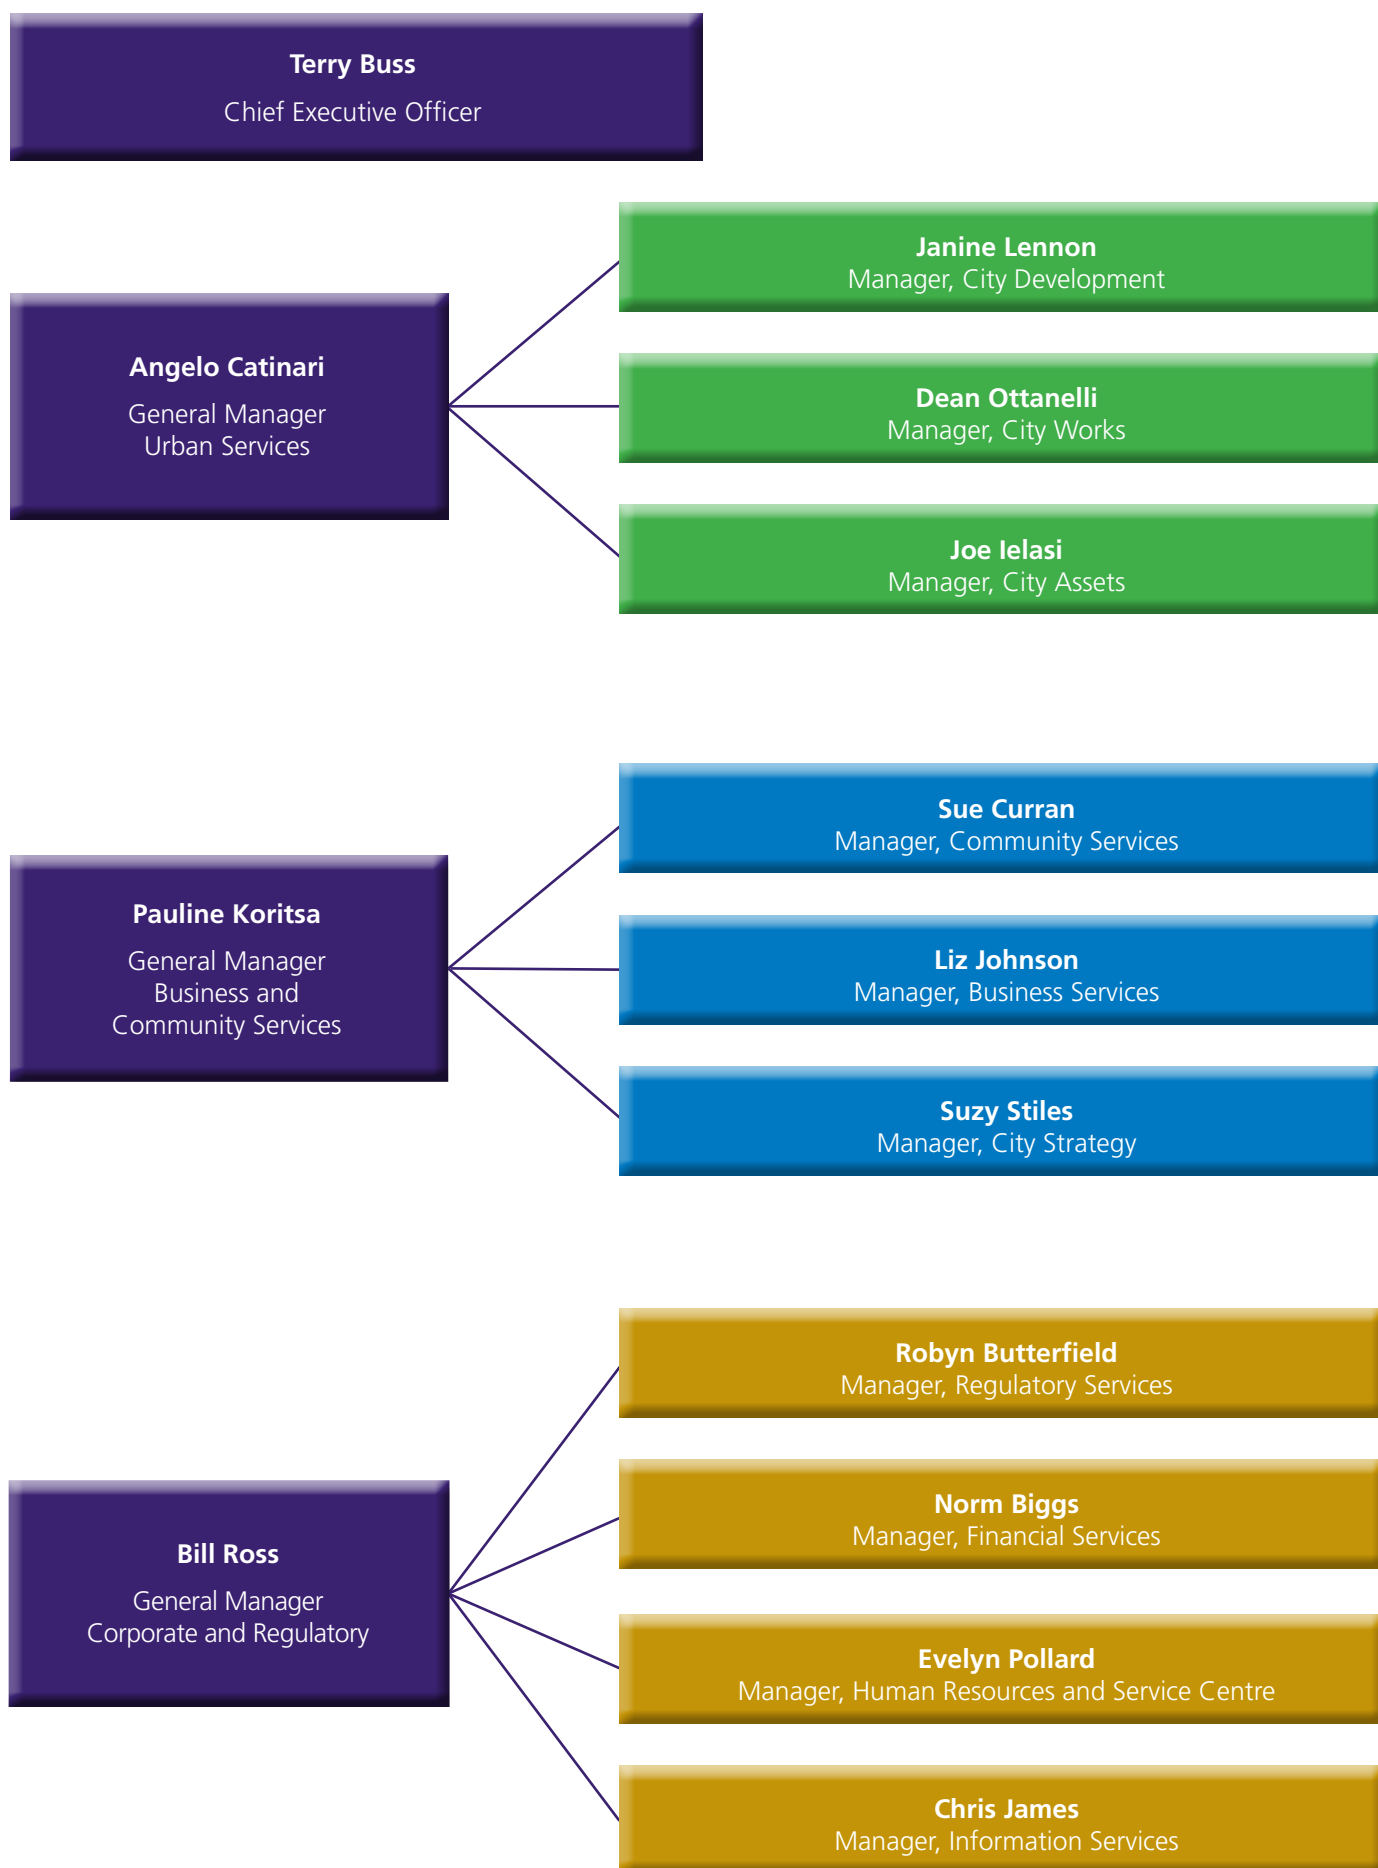 Terry Buss
Chief Executive Officer
Janine Lennon
Manager, City Development
Angelo Catinari
General Manager
Urban Services
Dean Ottanelli
Manager, City Works
Joe Ielasi
Manager, City Assets
Sue Curran
Manager, Community Services
Pauline Koritsa
General Manager
Business and
Community Services
Liz Johnson
Manager, Business Services
Suzy Stiles
Manager, City Strategy
Robyn Butterfield
Manager, Regulatory Services
Norm Biggs
Manager, Financial Services
Bill Ross
General Manager
Corporate and Regulatory
Evelyn Pollard
Manager, Human Resources and Service Centre
Chris James
Manager, Information Services